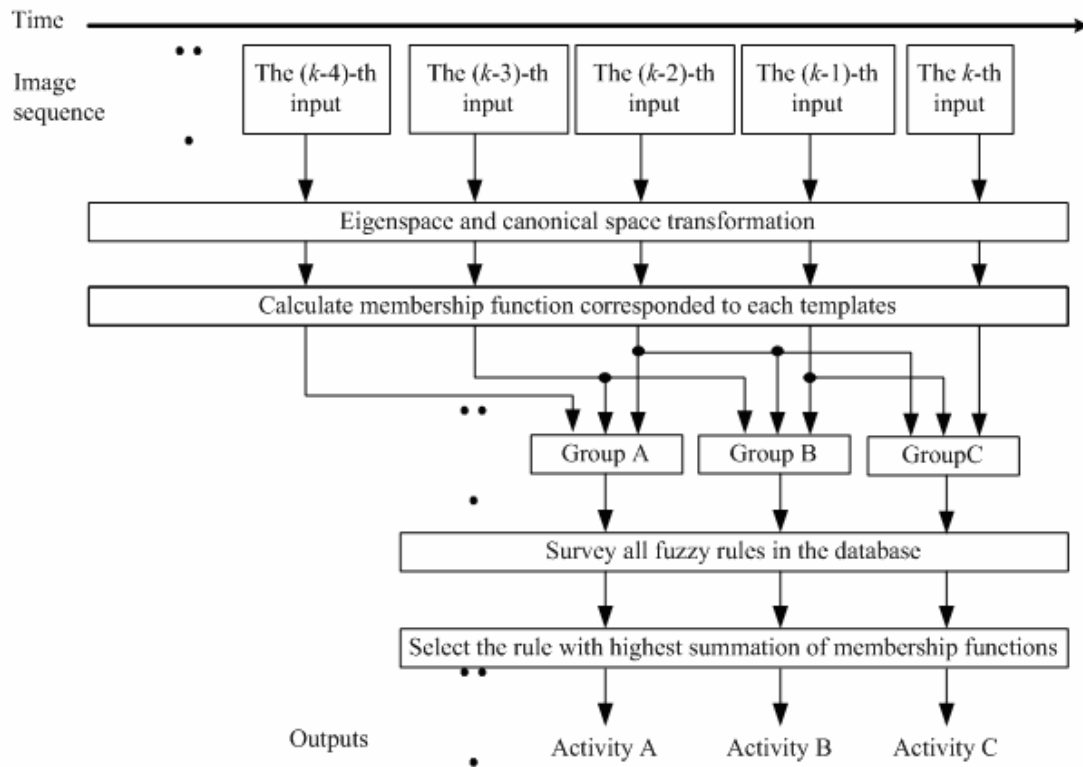 Time
Image
sequence
The (k-4)-th
input
The (k-3)-th
input
The (k-2)-th
input
The (k-1)-th
input
The k-th
input
Eigenspace and canonical space transformation
Calculate membership function corresponded to each templates
Group A
Group B
GroupC
Survey all fuzzy rules in the database
Select the rule with highest summation of membership functions
Outputs
Activity A
Activity B
Activity C